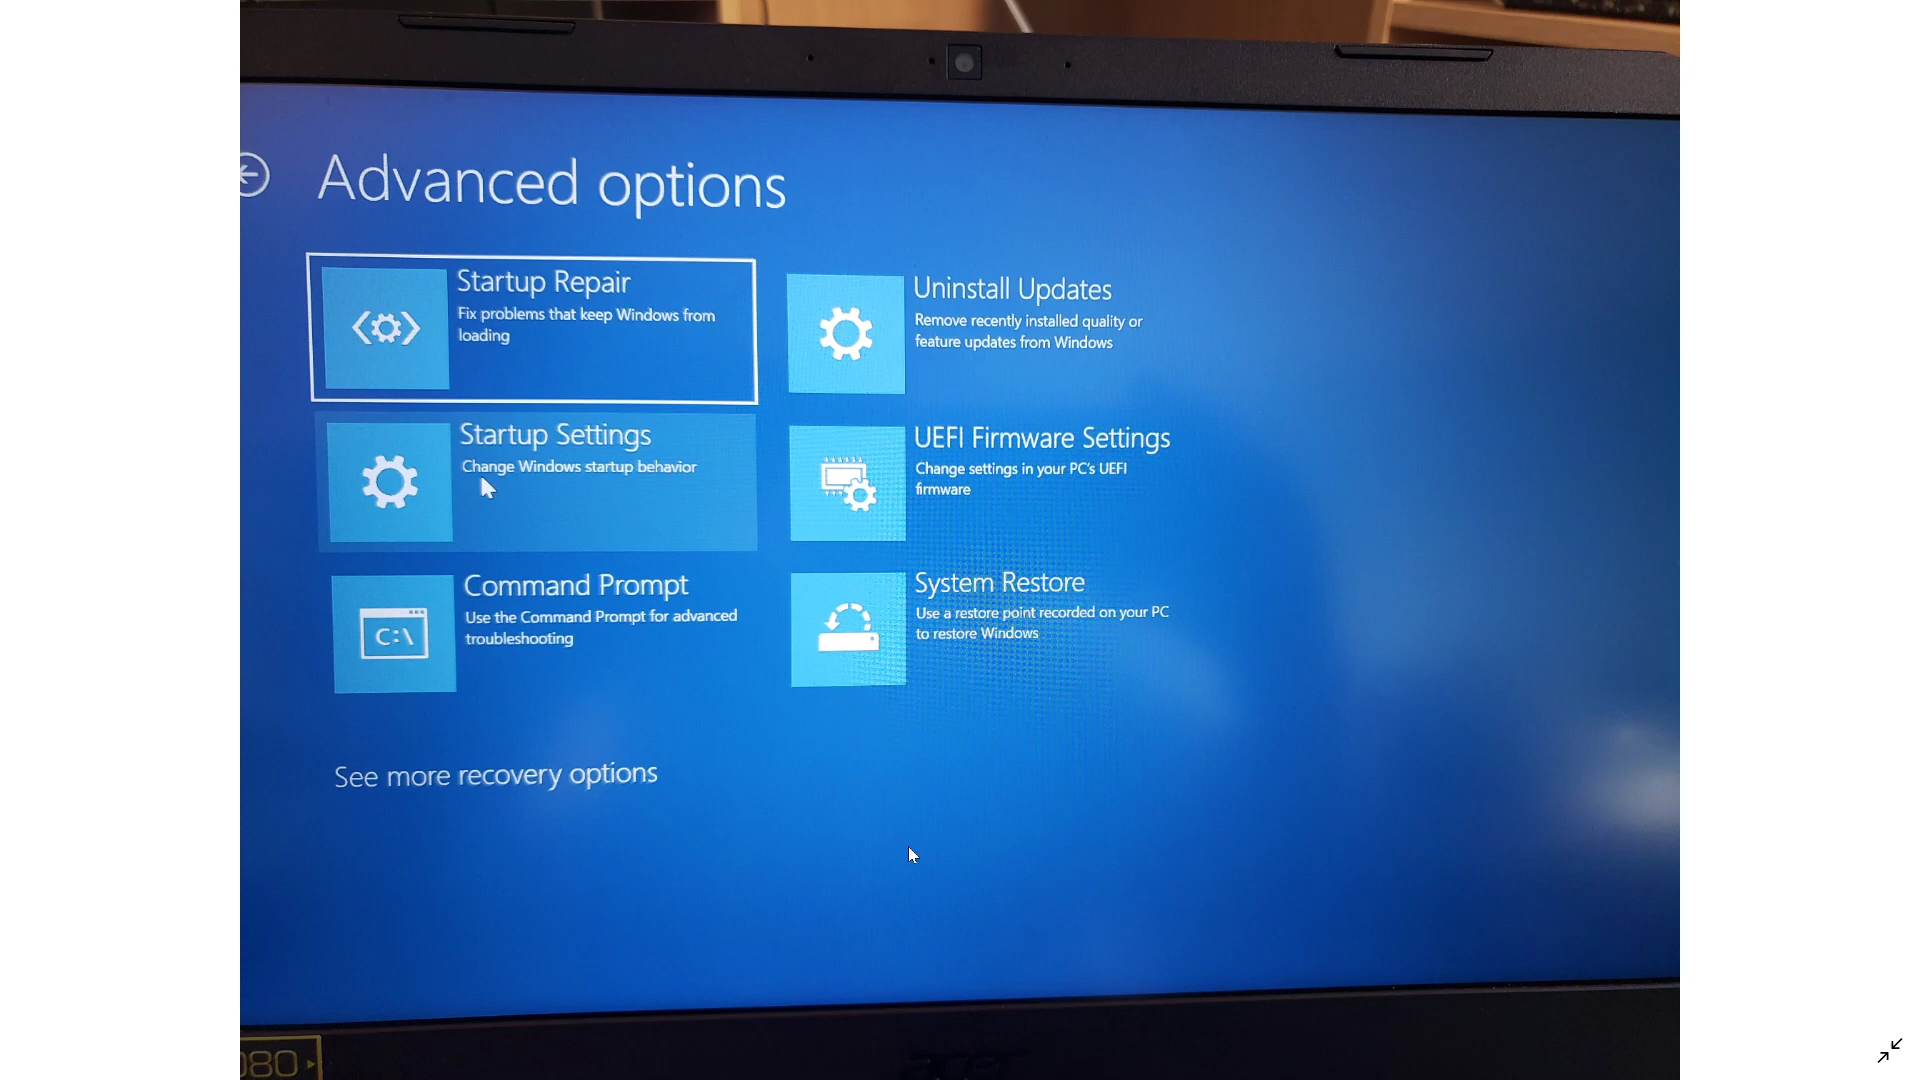 Advanced options
Startup Repair
Fix problems that keep Windows from
loading
Uninstall Updates
Remove recently installed quality or
feature updates from Windows
Startup Settings
Change Windows startup behavior
UEFI Firmware Settings
Change settings in your PC's UEFI
firmware
Command Prompt
Use the Command Prompt for advanced
troubleshooting
C:\
System Restore
Use a restore point recorded on your PC
to restore Windows
See more recovery options
080
acer